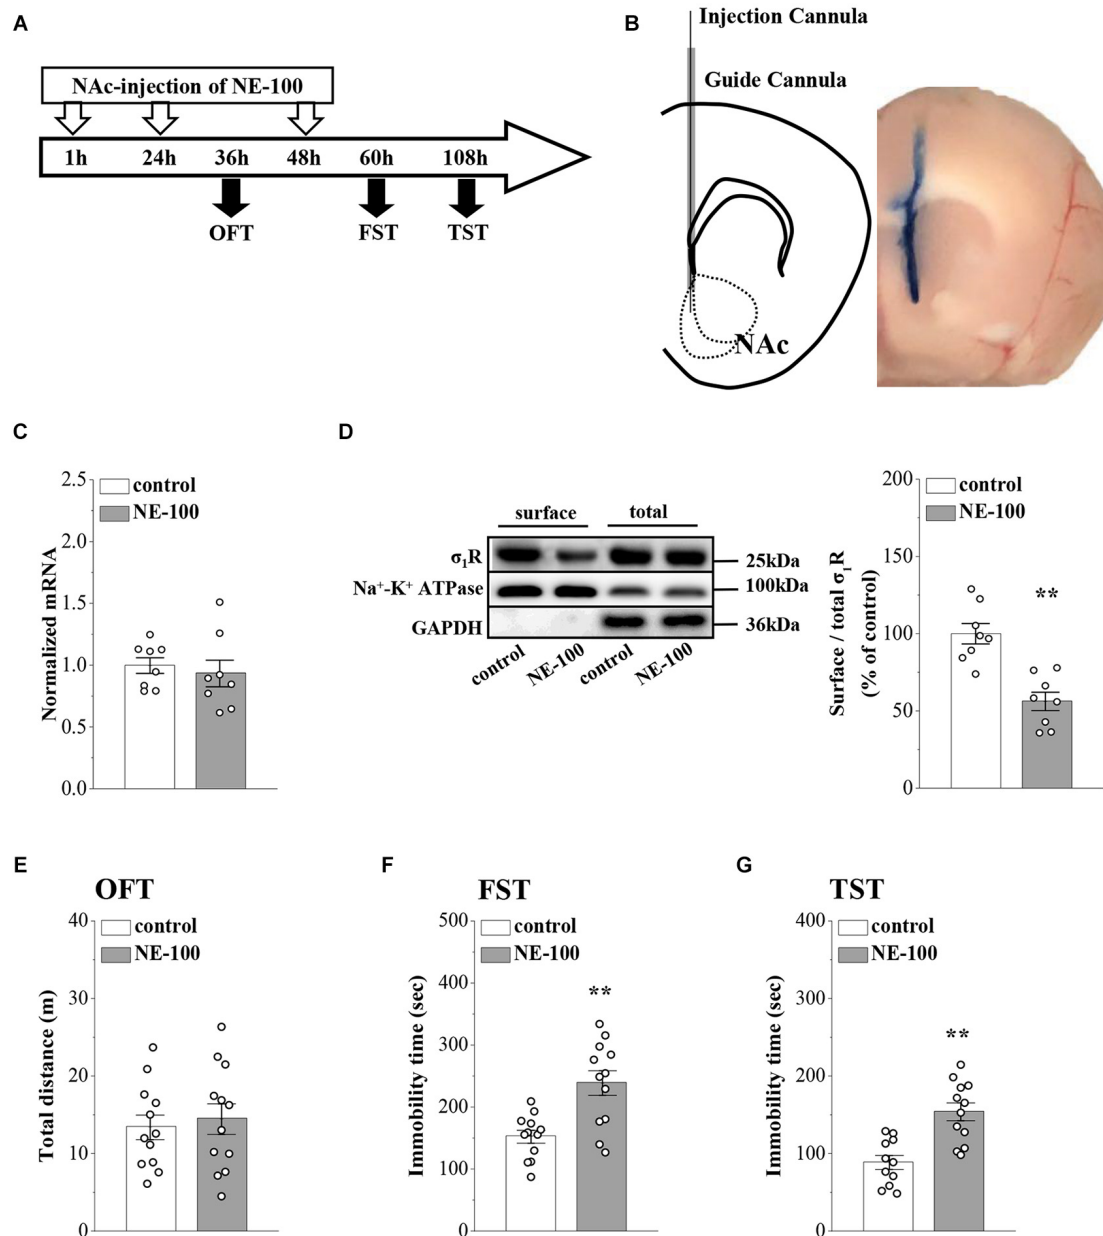 A
NAc-injection of NE-100
1h 24h 36h 48h 60h 108h
OFT FST TST
B
Injection Cannula
Guide Cannula
NAc
C
Normalized mRNA
2.5
2.0
1.5
1.0
0.5
0.0
control
NE-100
D
surface total
σ₁R
Na⁺-K⁺ ATPase
GAPDH
25kDa
100kDa
36kDa
control NE-100 control NE-100
Surface / total σ₁R
(% of control)
200
150
100
50
0
control
NE-100
**
E
OFT
Total distance (m)
40
30
20
10
0
control
NE-100
F
FST
Immobility time (sec)
500
400
300
200
100
0
control
NE-100
**
G
TST
Immobility time (sec)
400
300
200
100
0
control
NE-100
**